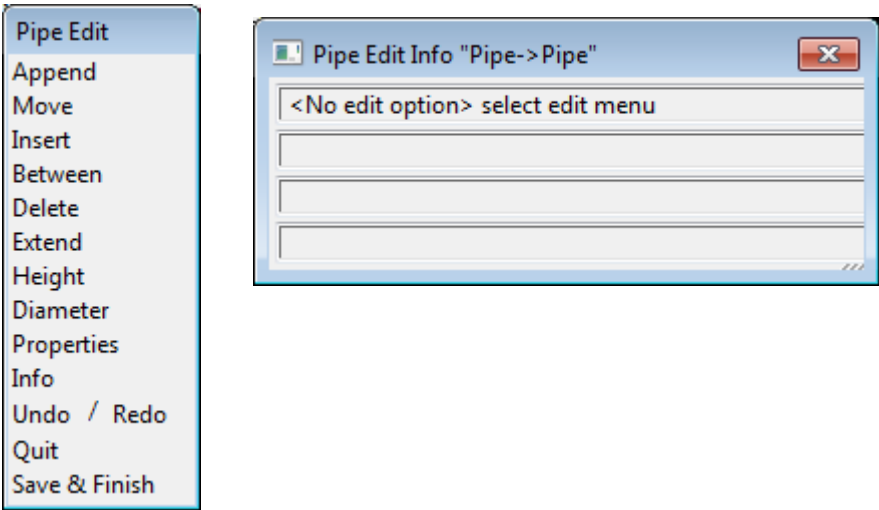 Pipe Edit
Append
Move
Insert
Between
Delete
Extend
Height
Diameter
Properties
Info
Undo / Redo
Quit
Save & Finish
Pipe Edit Info "Pipe->Pipe"
<No edit option> select edit menu